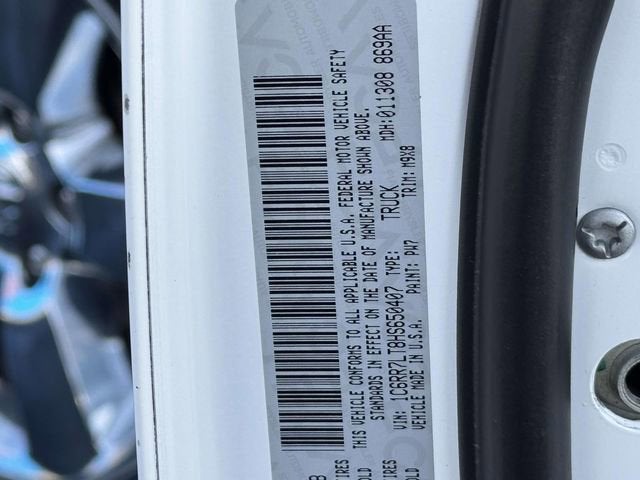 THIS VEHICLE CONFORMS TO ALL APPLICABLE U.S.A. FEDERAL MOTOR VEHICLE SAFETY
STANDARDS IN EFFECT ON THE DATE OF MANUFACTURE SHOWN ABOVE.
VIN: 1C6RR7LT8HS650407 TYPE: TRUCK MDH:011308 869AA
VEHICLE MADE IN U.S.A. PAINT: PW7 TRIM: M9X8